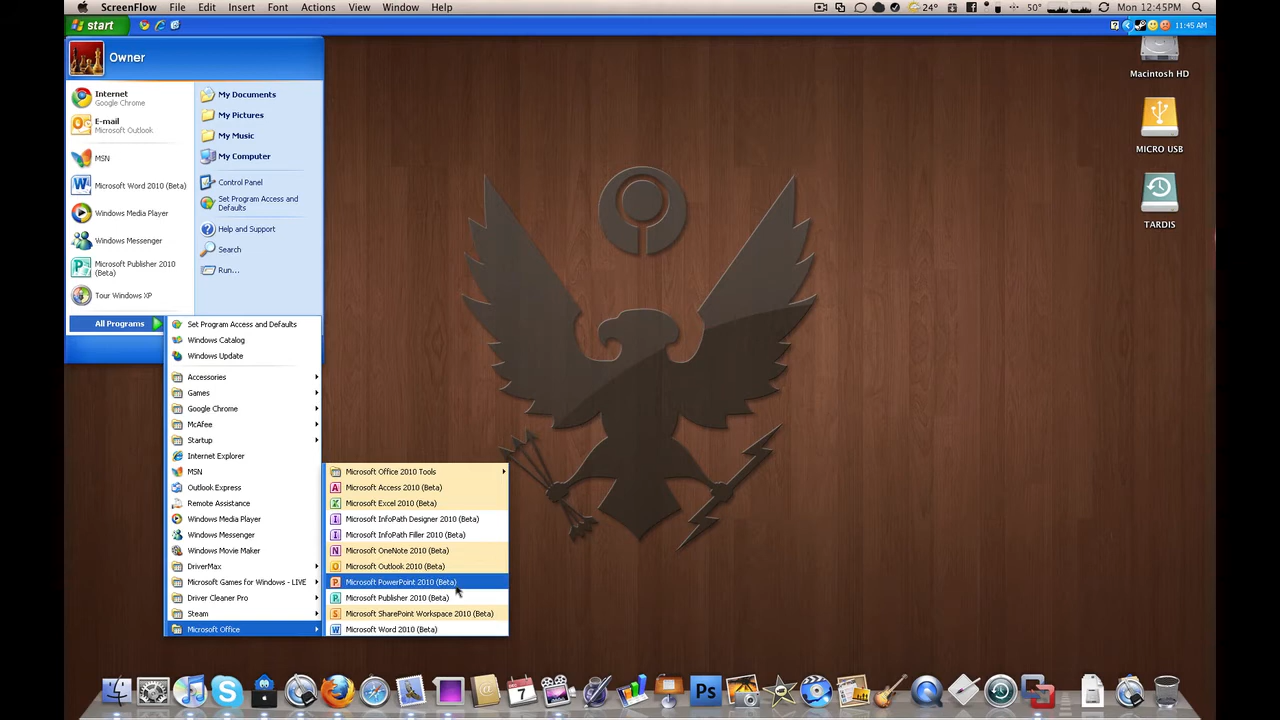 ScreenFlow File Edit Insert Font Actions View Window Help
24° 50° Mon 12:45PM
start
11:45 AM
Owner
Internet
Google Chrome
E-mail
Microsoft Outlook
MSN
Microsoft Word 2010 (Beta)
Windows Media Player
Windows Messenger
Microsoft Publisher 2010
(Beta)
Tour Windows XP
All Programs
My Documents
My Pictures
My Music
My Computer
Control Panel
Set Program Access and
Defaults
Help and Support
Search
Run...
Set Program Access and Defaults
Windows Catalog
Windows Update
Accessories
Games
Google Chrome
McAfee
Startup
Internet Explorer
MSN
Outlook Express
Remote Assistance
Windows Media Player
Windows Messenger
Windows Movie Maker
DriverMax
Microsoft Games for Windows - LIVE
Driver Cleaner Pro
Steam
Microsoft Office
Microsoft Office 2010 Tools
Microsoft Access 2010 (Beta)
Microsoft Excel 2010 (Beta)
Microsoft InfoPath Designer 2010 (Beta)
Microsoft InfoPath Filler 2010 (Beta)
Microsoft OneNote 2010 (Beta)
Microsoft Outlook 2010 (Beta)
Microsoft PowerPoint 2010 (Beta)
Microsoft Publisher 2010 (Beta)
Microsoft SharePoint Workspace 2010 (Beta)
Microsoft Word 2010 (Beta)
Macintosh HD
MICRO USB
TARDIS
7
Ps